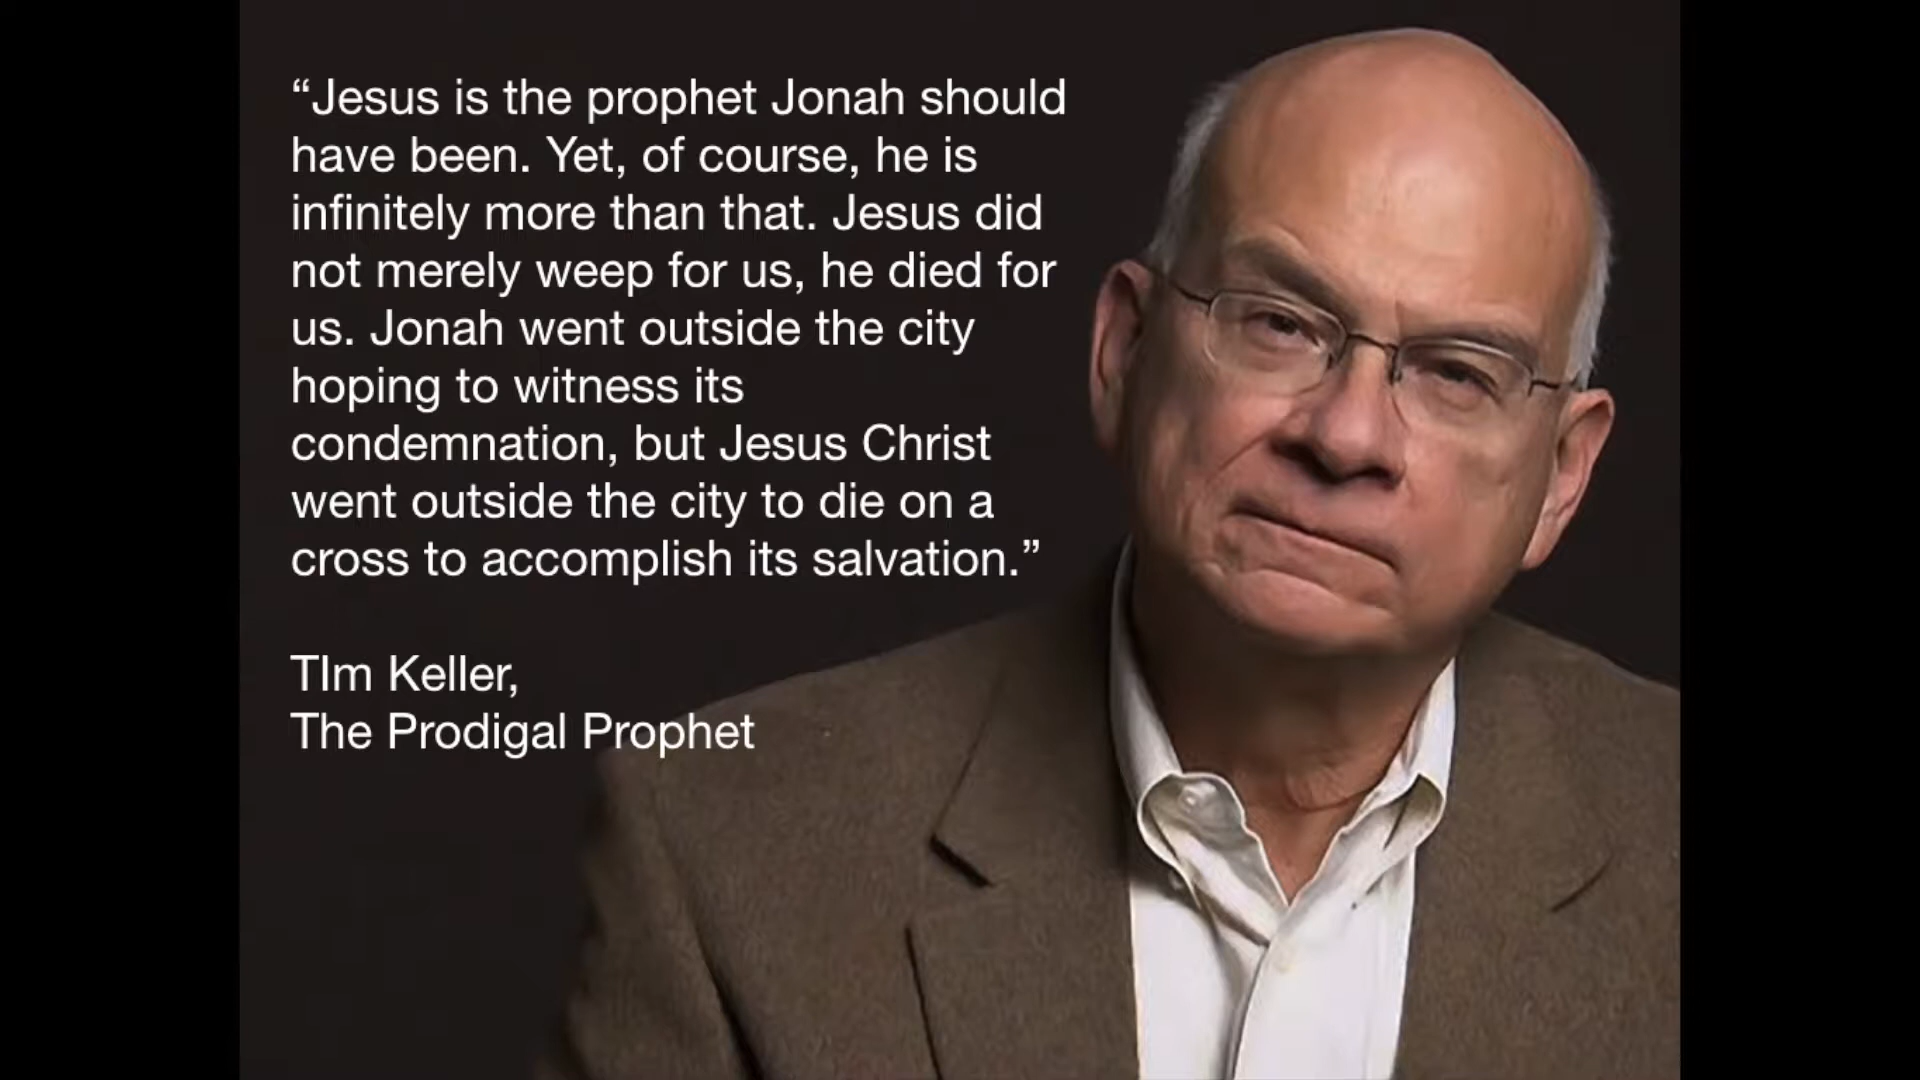 “Jesus is the prophet Jonah should
have been. Yet, of course, he is
infinitely more than that. Jesus did
not merely weep for us, he died for
us. Jonah went outside the city
hoping to witness its
condemnation, but Jesus Christ
went outside the city to die on a
cross to accomplish its salvation.”
TIm Keller,
The Prodigal Prophet